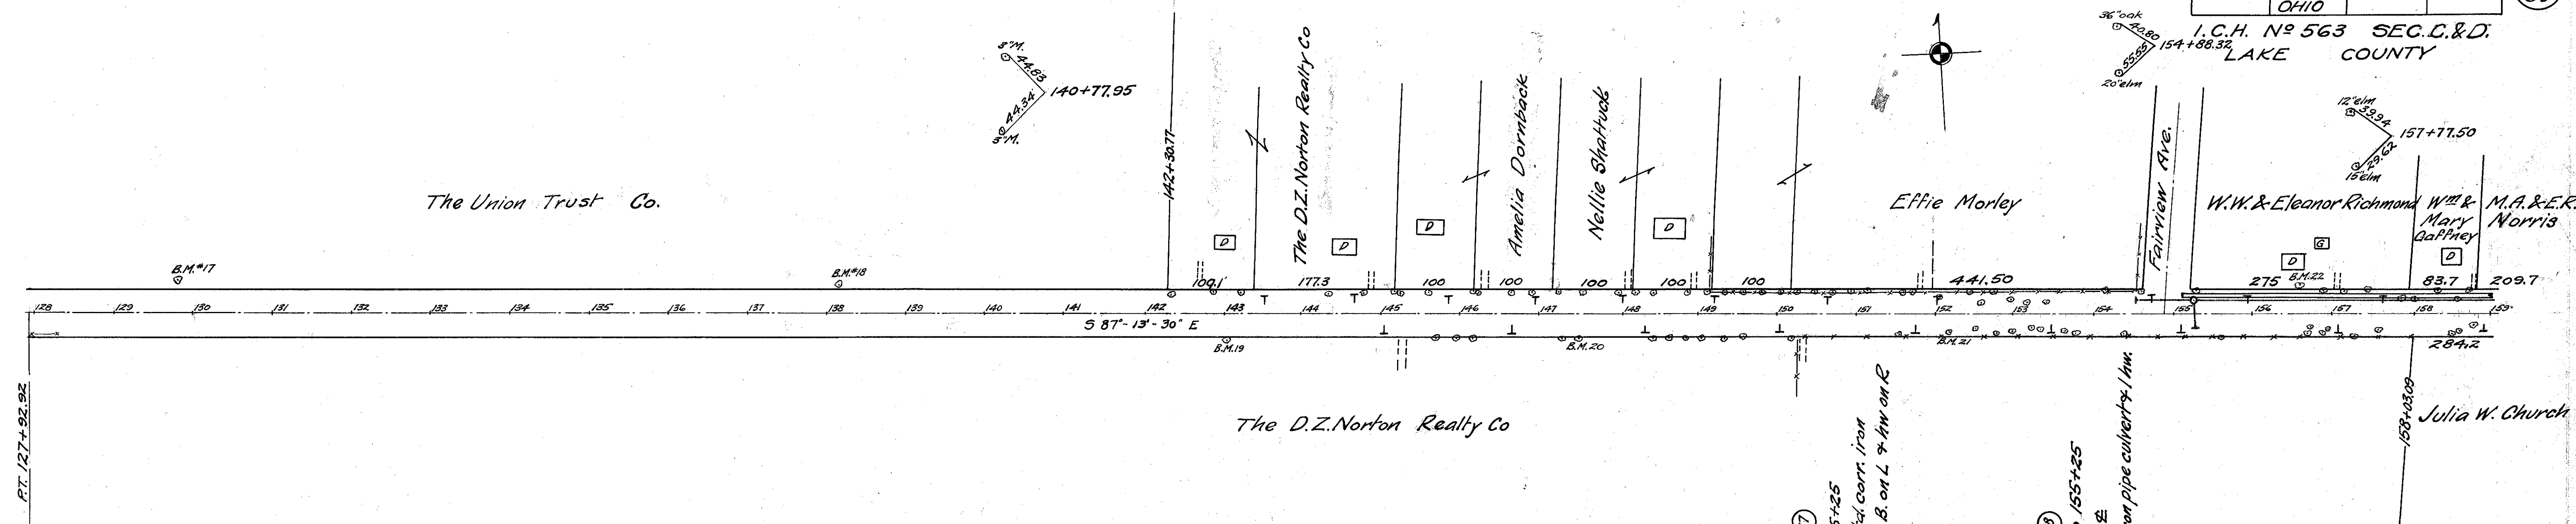 OHIO
I.C.H. Nº 563 SEC.C.&D.
LAKE COUNTY
3"M.
44.83
140+77.95
44.34
3"M.
36"oak
40.80
154+88.32
55.55
20"elm
12"elm
39.94
157+77.50
29.62
15"elm
142+30.77
The Union Trust Co.
The D.Z.Norton Realty Co
Amelia Dornback
Nellie Shattuck
Effie Morley
Fairview Ave.
W.W.&Eleanor Richmond
Wm & Mary Gaffney
M.A.&E.R. Morris
D
D
D
D
D
G
D
B.M.#17
B.M.#18
B.M.22
100.1'
177.3
100
100
100
100
100
441.50
275
83.7
209.7
128 129 130 131 132 133 134 135 136 137 138 139 140 141 142 143 144 145 146 147 148 149 150 151 152 153 154 155 156 157 158 159
S 87°-13'-30" E
B.M.19
B.M.20
B.M.21
284.2
P.T. 127+92.92
The D.Z.Norton Realty Co
158+03.09
Julia W. Church
corr. iron
B. on L & hw on R
155+25
pipe culvert & 1 hw.